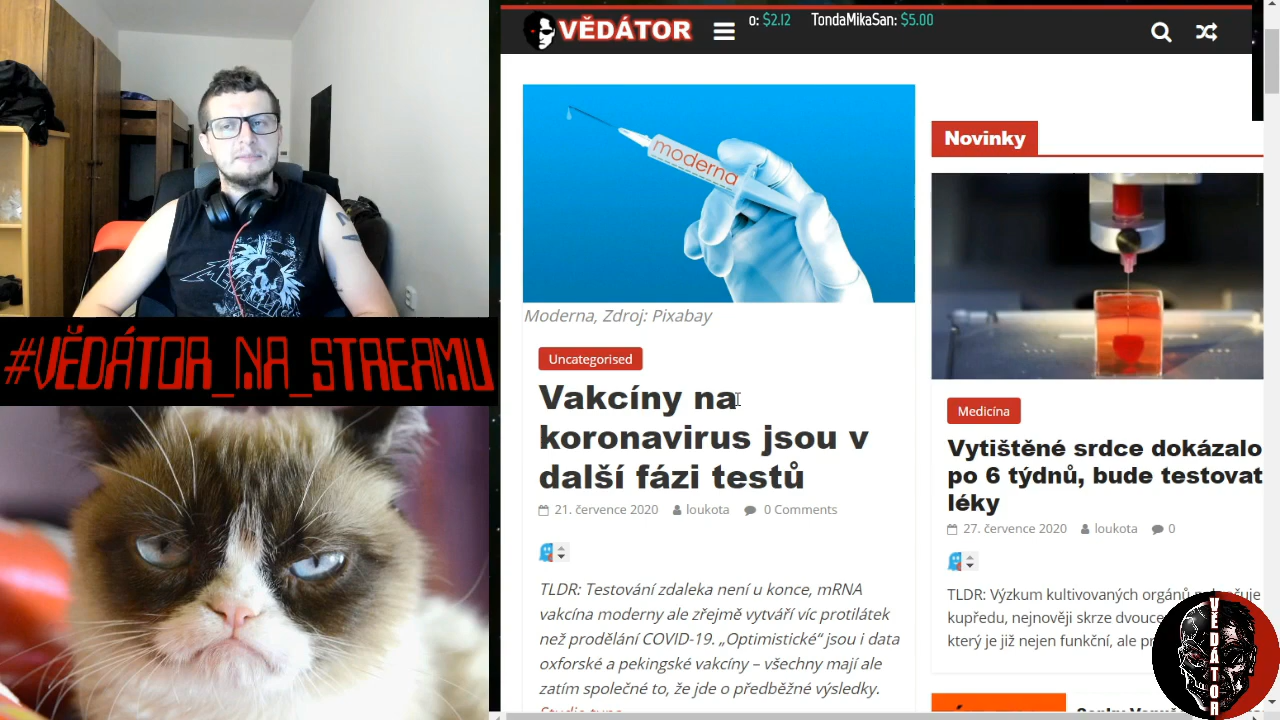 VĚDÁTOR
o: $2.12 TondaMikaSan: $5.00
moderna
Moderna, Zdroj: Pixabay
Uncategorised
Vakcíny na
koronavirus jsou v
další fázi testů
21. července 2020 loukota 0 Comments
TLDR: Testování zdaleka není u konce, mRNA
vakcína moderny ale zřejmě vytváří víc protilátek
než prodělání COVID-19. „Optimistické“ jsou i data
oxforské a pekingské vakcíny – všechny mají ale
zatím společné to, že jde o předběžné výsledky.
Novinky
Medicína
Vytištěné srdce dokázalo
po 6 týdnů, bude testovat
léky
27. července 2020 loukota 0
TLDR: Výzkum kultivovaných orgánů
kupředu, nejnověji skrze
který je již nejen funkční, ale
#VĚDÁTOR_NA_STREAMU
VĚDÁTOR